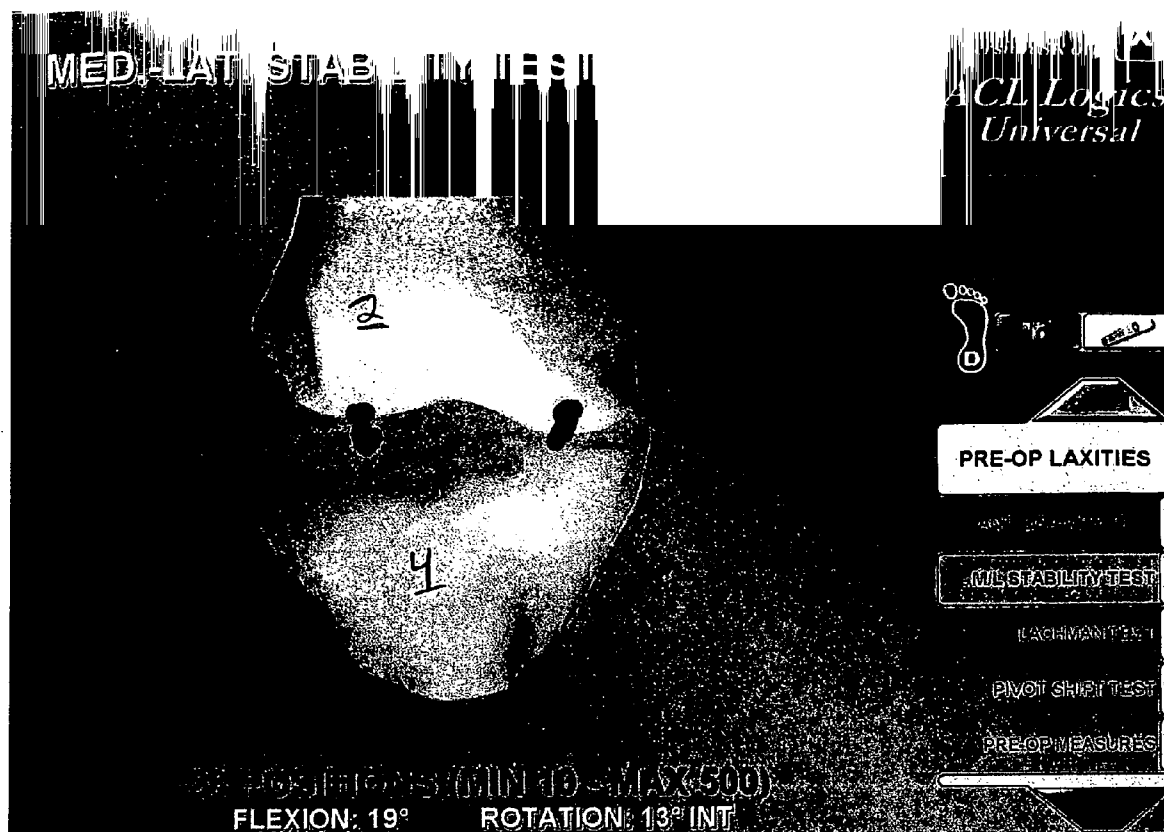 MED.-LAT. STABILITY TEST
ACL Logics
Universal
2
D
PRE-OP LAXITIES
M/L STABILITY TEST
LACHMAN TEST
4
PIVOT SHIFT TEST
PRE-OP MEASURES
POSITIONS (MIN 10 - MAX 500)
FLEXION: 19° ROTATION: 13° INT